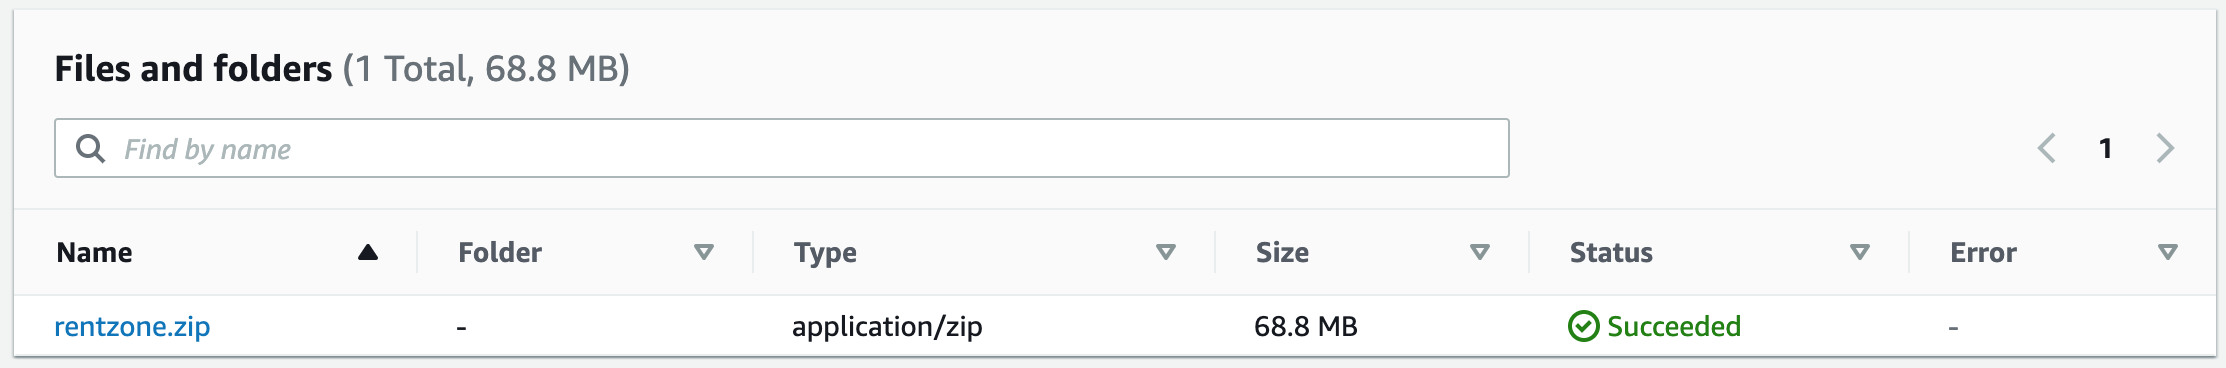 Files and folders (1 Total, 68.8 MB)
Find by name
1
Name Folder Type Size Status Error
rentzone.zip - application/zip 68.8 MB Succeeded -